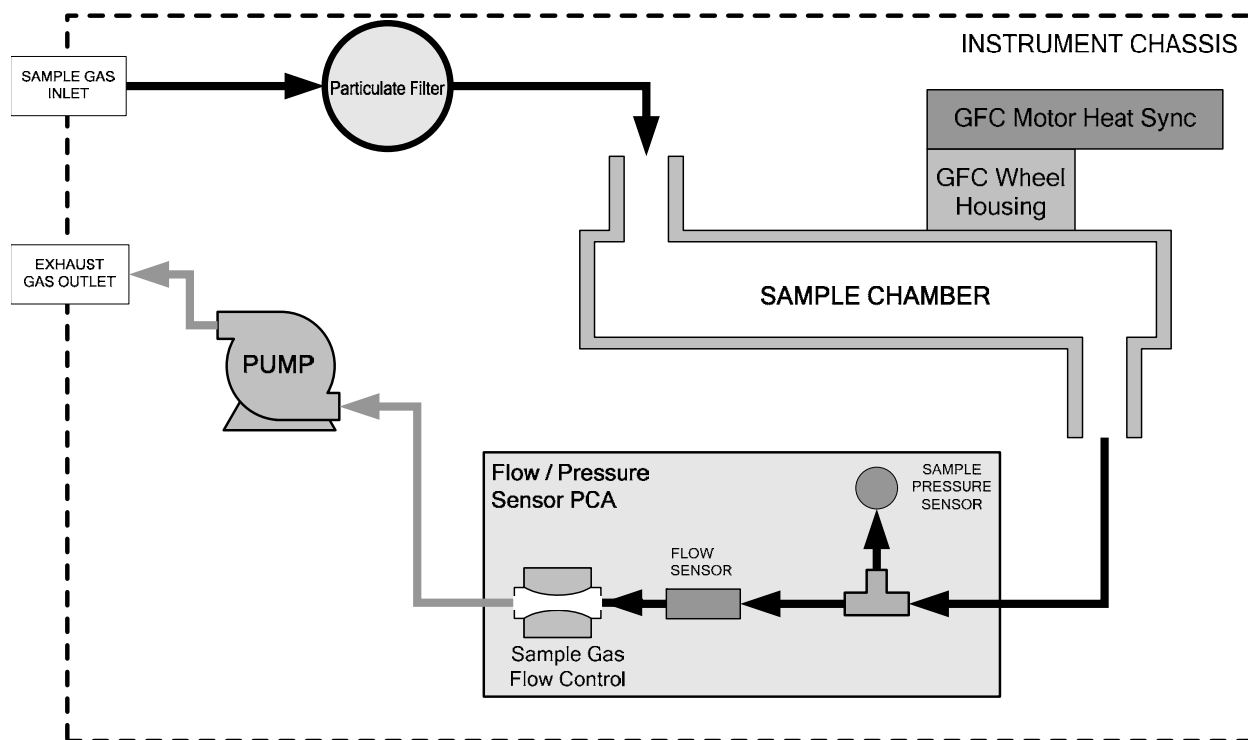 INSTRUMENT CHASSIS
SAMPLE GAS
INLET
Particulate Filter
GFC Motor Heat Sync
GFC Wheel
Housing
EXHAUST
GAS OUTLET
SAMPLE CHAMBER
PUMP
Flow / Pressure
Sensor PCA
SAMPLE
PRESSURE
SENSOR
FLOW
SENSOR
Sample Gas
Flow Control